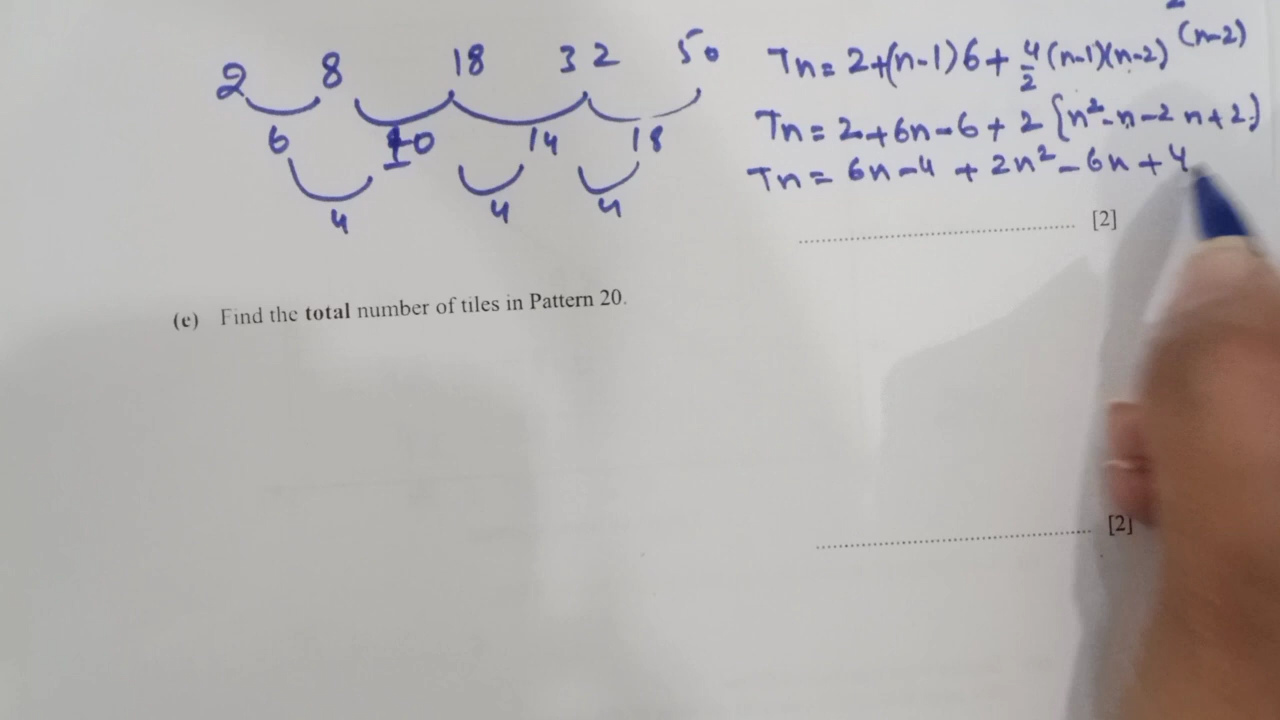 2 8 18 32 50
6 10 14 18
4 4 4
Tn = 2+(n-1)6 + 4/2 (n-1)(n-2)
(n-2)
Tn = 2+6n-6 + 2 {n²-n-2n+2}
Tn = 6n-4 + 2n²-6n+4
[2]
(e) Find the total number of tiles in Pattern 20.
[2]